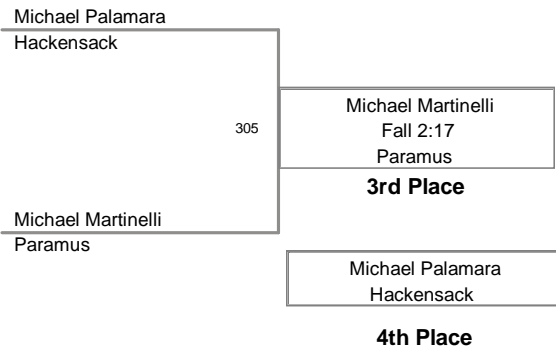 Michael Palamara
Hackensack
305
Michael Martinelli
Fall 2:17
Paramus
3rd Place
Michael Martinelli
Paramus
Michael Palamara
Hackensack
4th Place